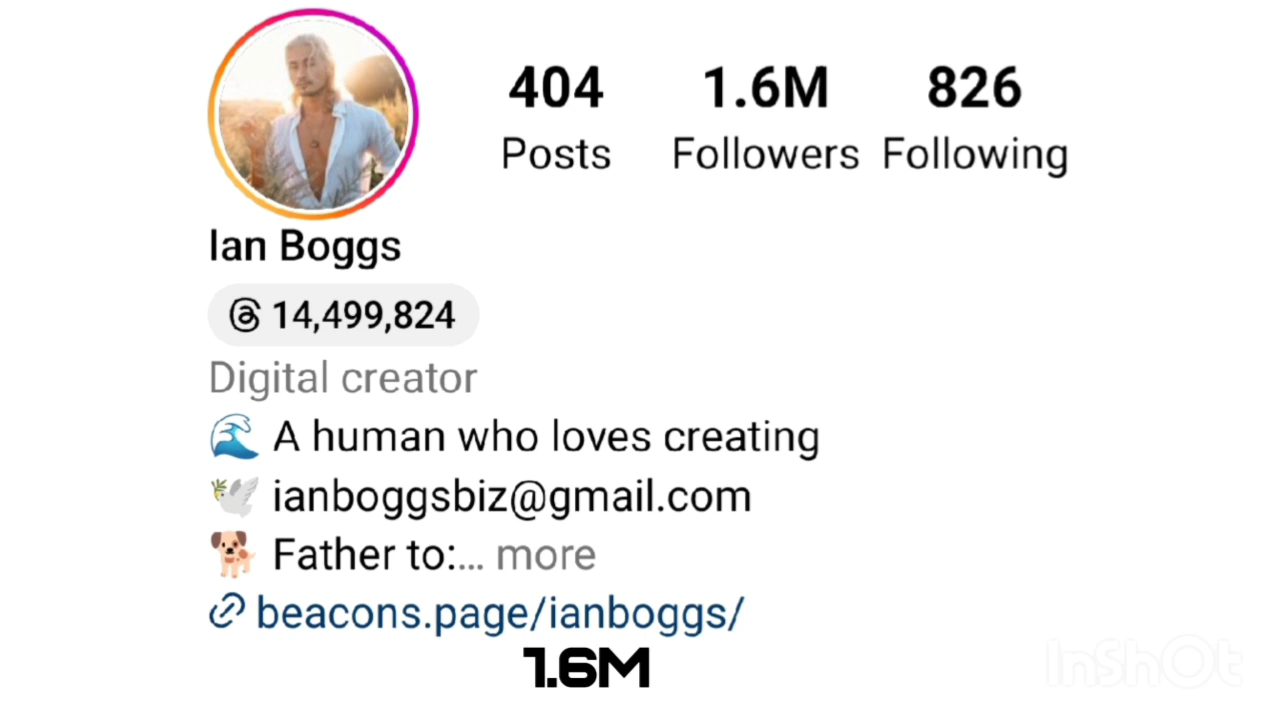 404 1.6M 826
Posts Followers Following
Ian Boggs
14,499,824
Digital creator
🌊 A human who loves creating
🕊 ianboggsbiz@gmail.com
🐕 Father to:... more
beacons.page/ianboggs/
1.6M
InShOt